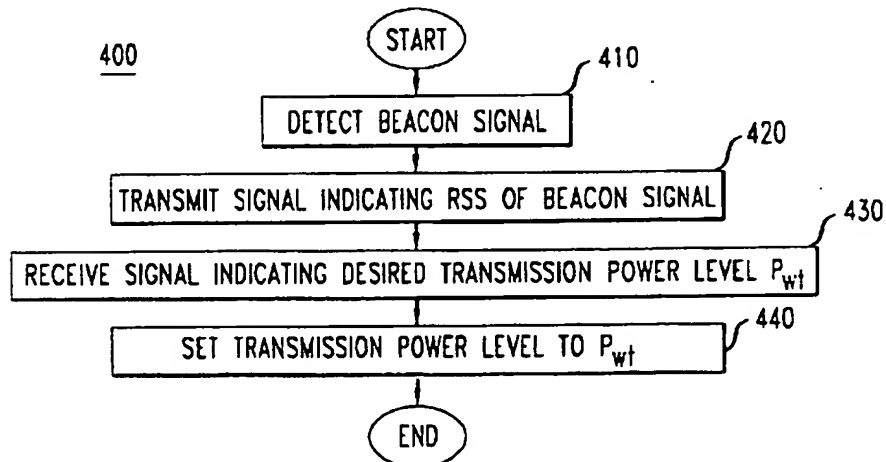 START
400
410
DETECT BEACON SIGNAL
420
TRANSMIT SIGNAL INDICATING RSS OF BEACON SIGNAL
430
RECEIVE SIGNAL INDICATING DESIRED TRANSMISSION POWER LEVEL Pwt
440
SET TRANSMISSION POWER LEVEL TO Pwt
END